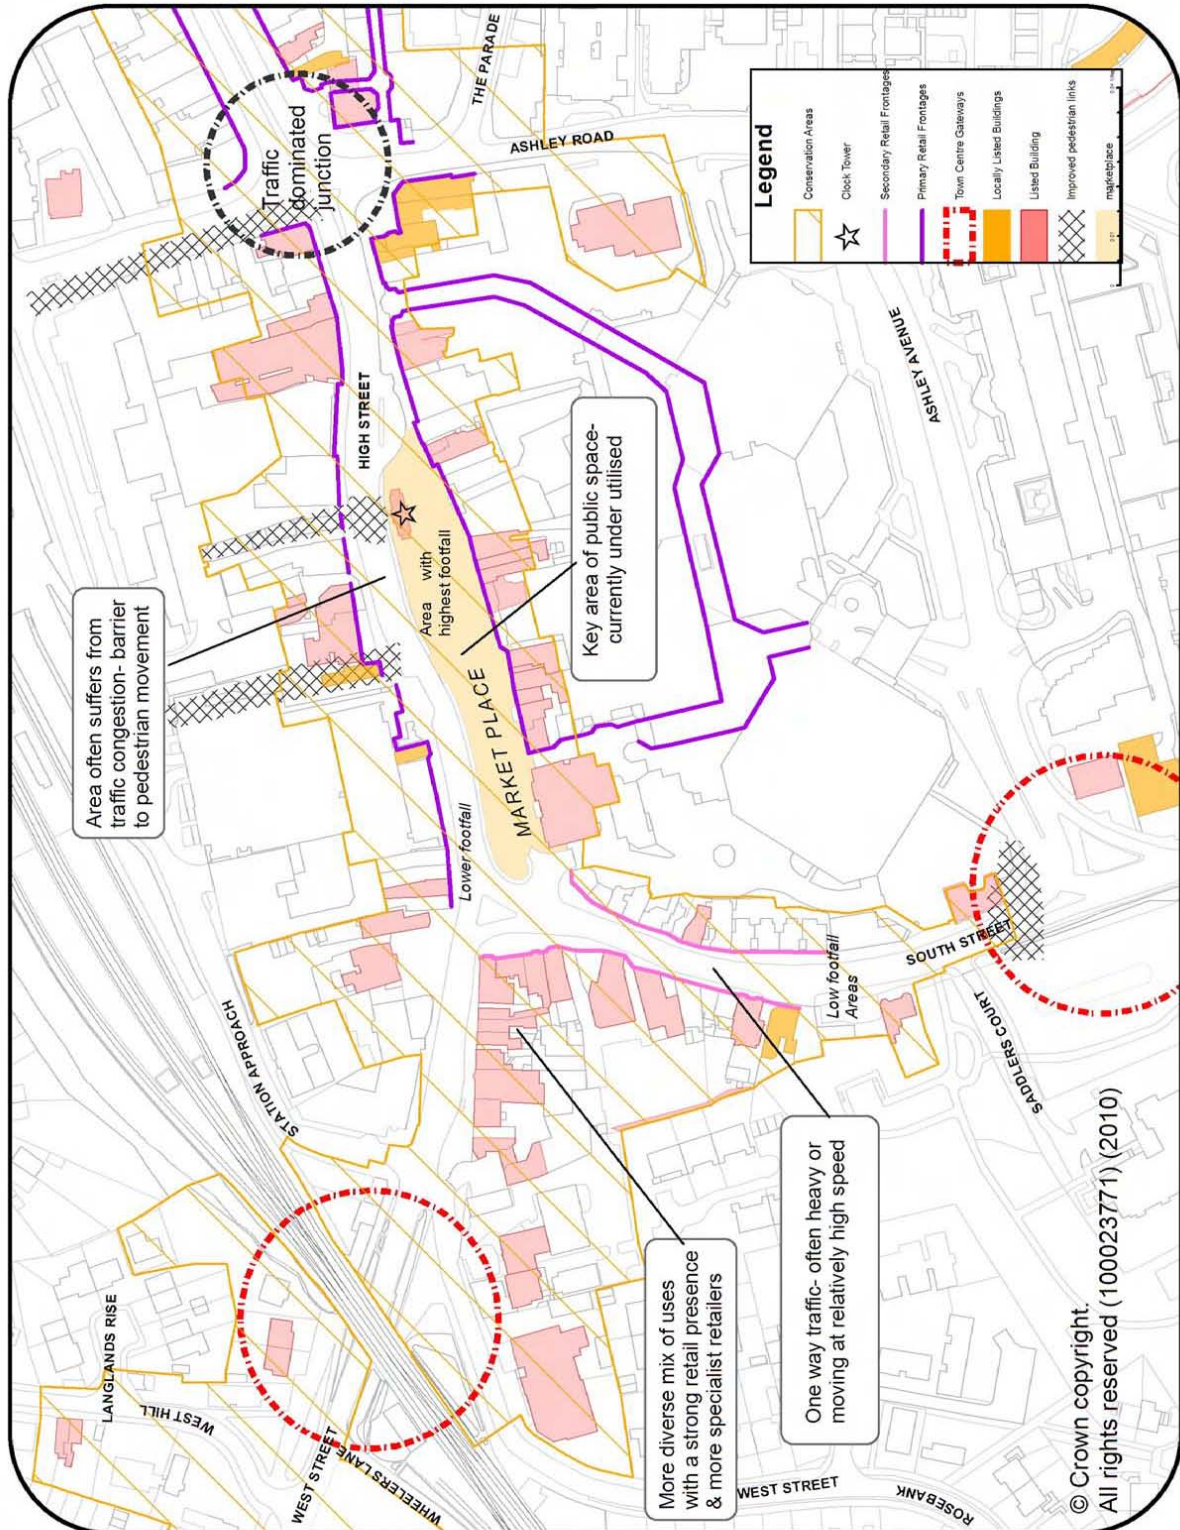 Area often suffers from
traffic congestion- barrier
to pedestrian movement
Traffic
dominated
junction
THE PARADE
ASHLEY ROAD
HIGH STREET
Area with
highest footfall
MARKET PLACE
Key area of public space-
currently under utilised
Lower footfall
ASHLEY AVENUE
STATION APPROACH
LANGLANDS RISE
WEST HILL
WEST STREET
WHEELERS LANE
More diverse mix of uses
with a strong retail presence
& more specialist retailers
One way traffic- often heavy or
moving at relatively high speed
Low footfall
Areas
SOUTH STREET
SADDLERS COURT
WEST STREET
ROSEBANK
Legend
Conservation Areas
Clock Tower
Secondary Retail Frontages
Primary Retail Frontages
Town Centre Gateways
Locally Listed Buildings
Listed Building
Improved pedestrian links
marketplace
© Crown copyright.
All rights reserved (100023771) (2010)